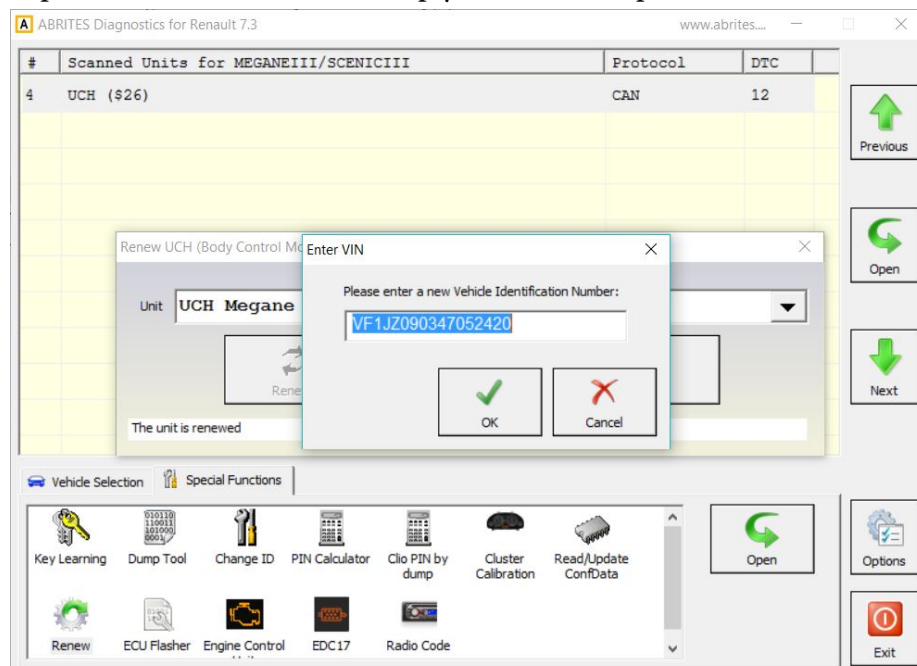 ABRITES Diagnostics for Renault 7.3 www.abrites....
# Scanned Units for MEGANEIII/SCENICIII Protocol DTC
4 UCH ($26) CAN 12
Previous
Open
Next
Renew UCH (Body Control Mo
Enter VIN
Please enter a new Vehicle Identification Number:
Unit UCH Megane
VF1JZ090347052420
Rene
OK Cancel
The unit is renewed
Vehicle Selection Special Functions
Key Learning Dump Tool Change ID PIN Calculator Clio PIN by dump Cluster Calibration Read/Update ConfData
Open
Options
Renew ECU Flasher Engine Control EDC17 Radio Code
Exit